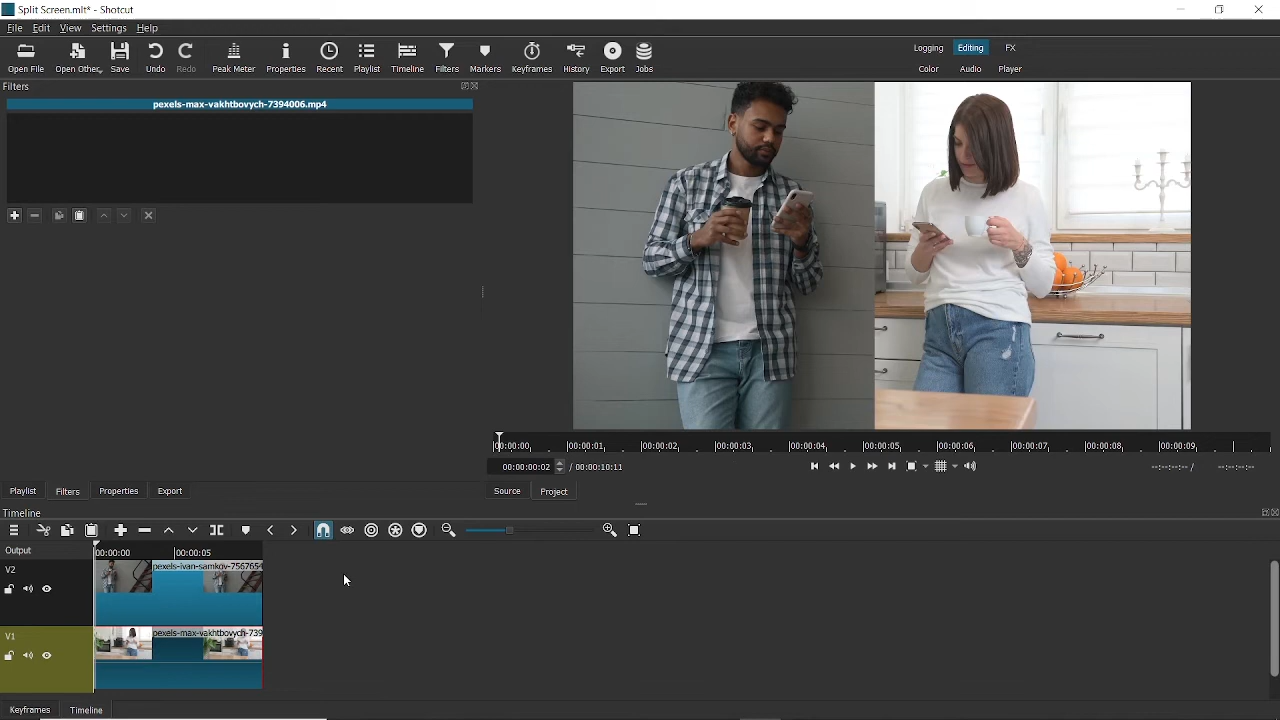 Split Screen.mlt* - Shotcut
File Edit View Settings Help
Open File Open Other... Save Undo Redo Peak Meter Properties Recent Playlist Timeline Filters Markers Keyframes History Export Jobs
Logging Editing FX
Color Audio Player
Filters
pexels-max-vakhtbovych-7394006.mp4
00:00:00 00:00:01 00:00:02 00:00:03 00:00:04 00:00:05 00:00:06 00:00:07 00:00:08 00:00:09
00:00:00:02 / 00:00:10:11 --:--:--:-- / --:--:--:--
Playlist Filters Properties Export Source Project
Timeline
Output 00:00:00 00:00:05
V2 pexels-ivan-samkov-7567654
V1 pexels-max-vakhtbovych-739
Keyframes Timeline